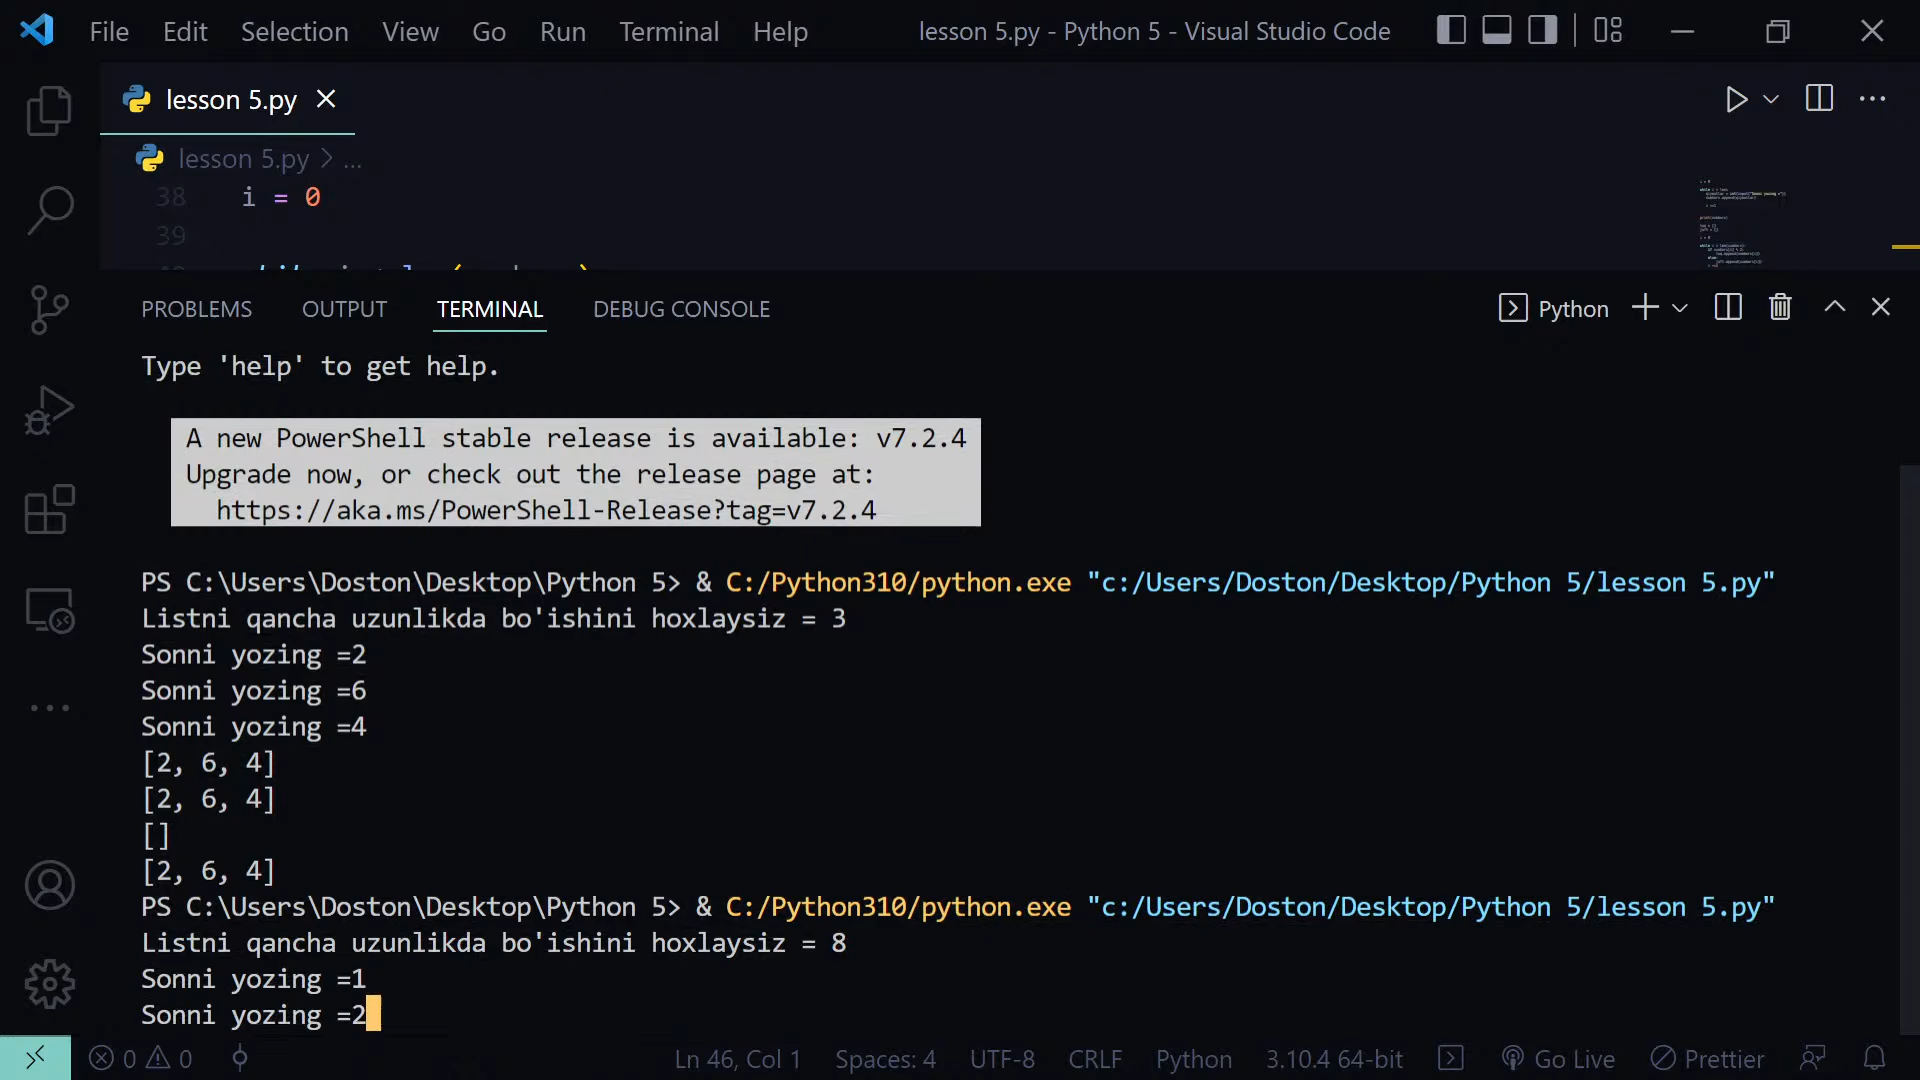 File Edit Selection View Go Run Terminal Help lesson 5.py - Python 5 - Visual Studio Code
lesson 5.py
lesson 5.py > ...
38 i = 0
39
PROBLEMS OUTPUT TERMINAL DEBUG CONSOLE Python
Type 'help' to get help.
A new PowerShell stable release is available: v7.2.4
Upgrade now, or check out the release page at:
https://aka.ms/PowerShell-Release?tag=v7.2.4
PS C:\Users\Doston\Desktop\Python 5> & C:/Python310/python.exe "c:/Users/Doston/Desktop/Python 5/lesson 5.py"
Listni qancha uzunlikda bo'ishini hoxlaysiz = 3
Sonni yozing =2
Sonni yozing =6
Sonni yozing =4
[2, 6, 4]
[2, 6, 4]
[]
[2, 6, 4]
PS C:\Users\Doston\Desktop\Python 5> & C:/Python310/python.exe "c:/Users/Doston/Desktop/Python 5/lesson 5.py"
Listni qancha uzunlikda bo'ishini hoxlaysiz = 8
Sonni yozing =1
Sonni yozing =2
0 0 Ln 46, Col 1 Spaces: 4 UTF-8 CRLF Python 3.10.4 64-bit Go Live Prettier